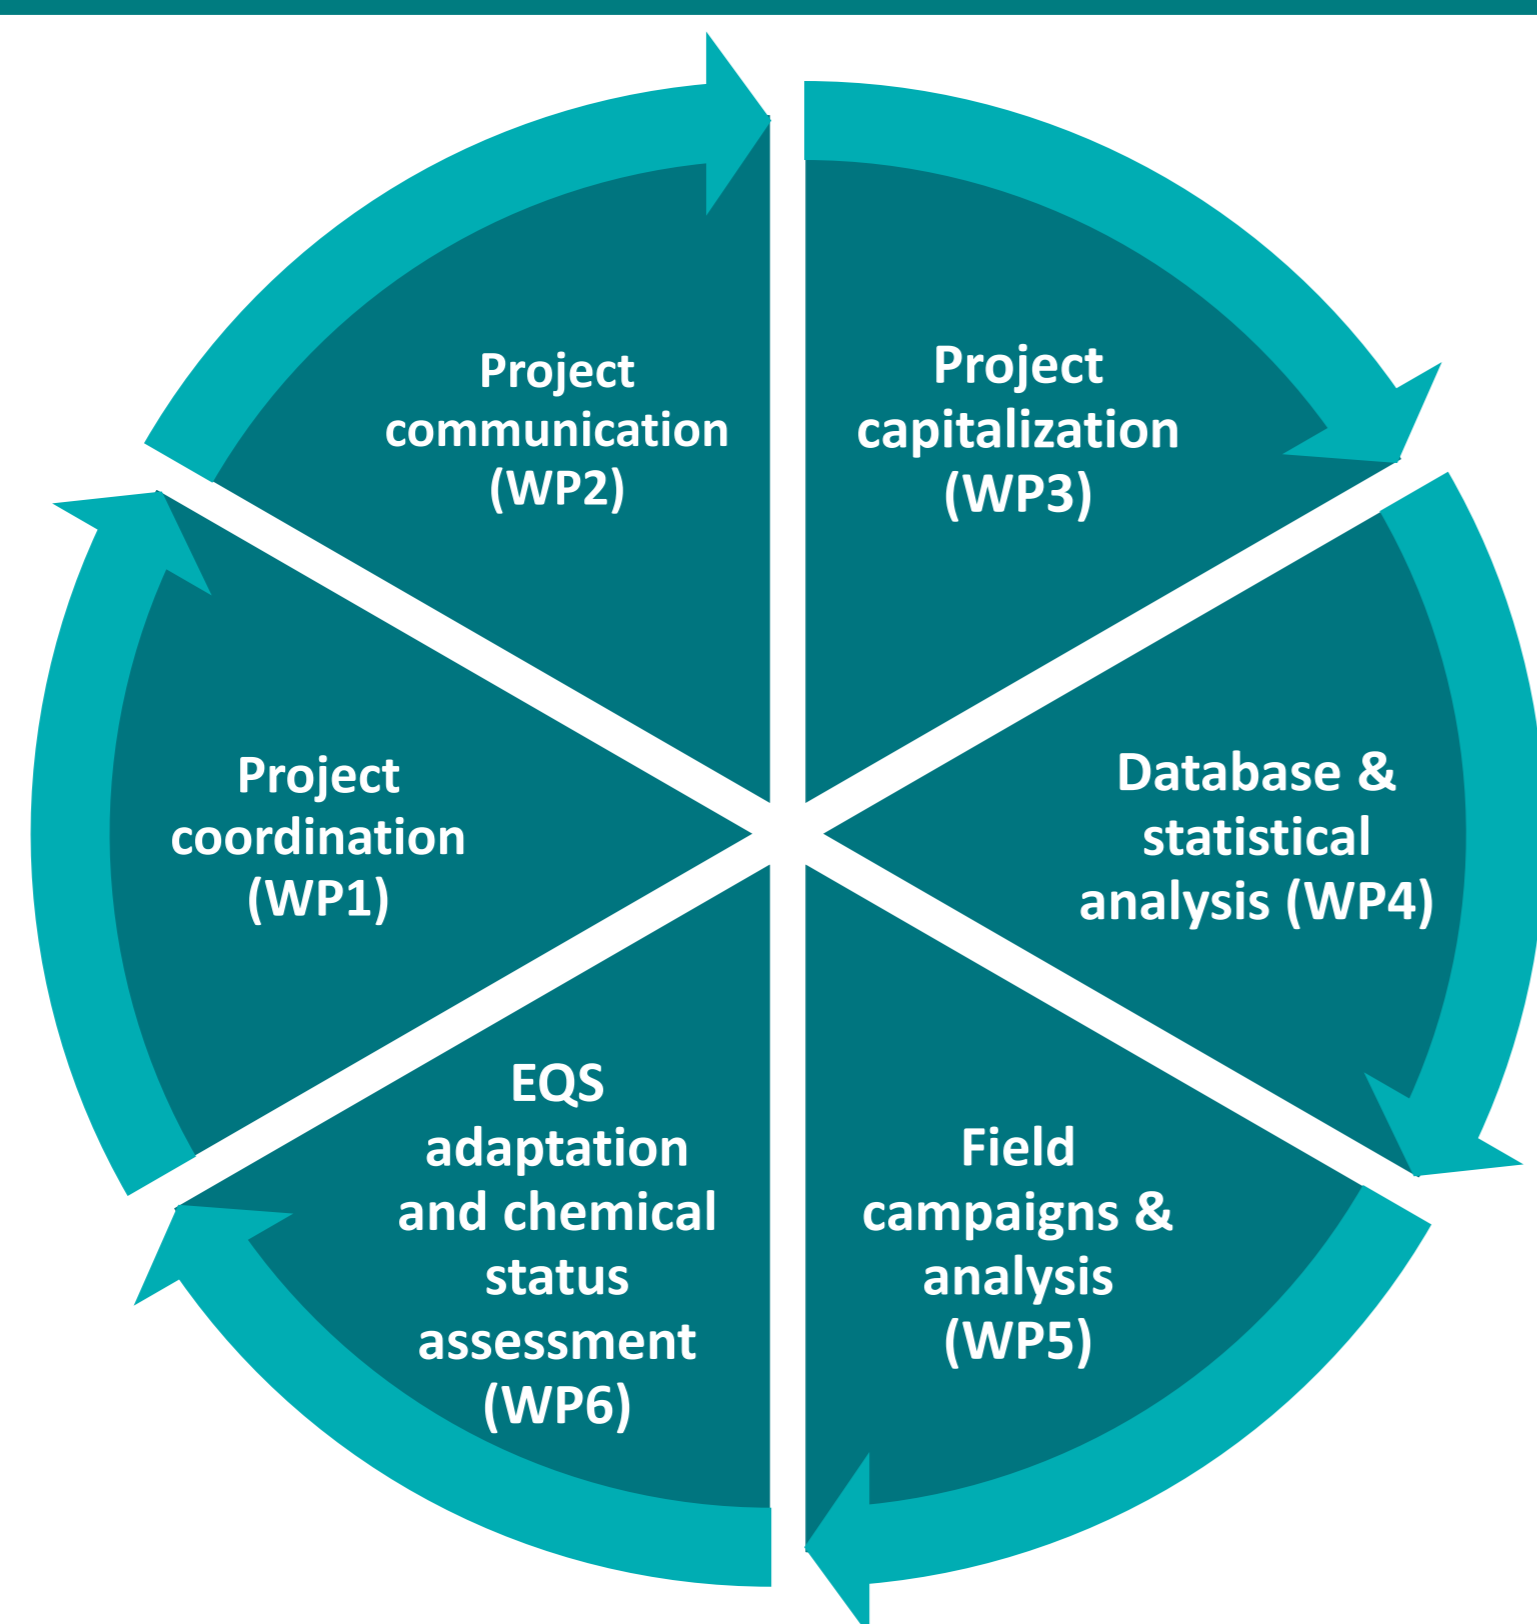 Project
communication
(WP2)
Project
capitalization
(WP3)
Project
coordination
(WP1)
Database &
statistical
analysis (WP4)
EQS
adaptation
and chemical
status
assessment
(WP6)
Field
campaigns &
analysis
(WP5)